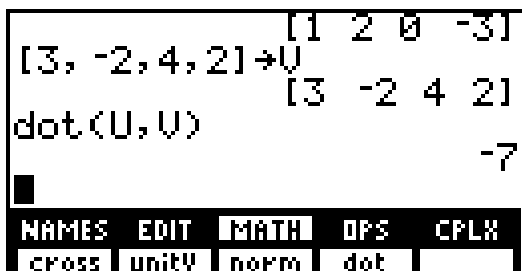 [1 2 0 -3]
[3, -2,4,2]→V
[3 -2 4 2]
dot(U,V)
-7
NAMES EDIT MATH OPS CPLX
cross unitV norm dot